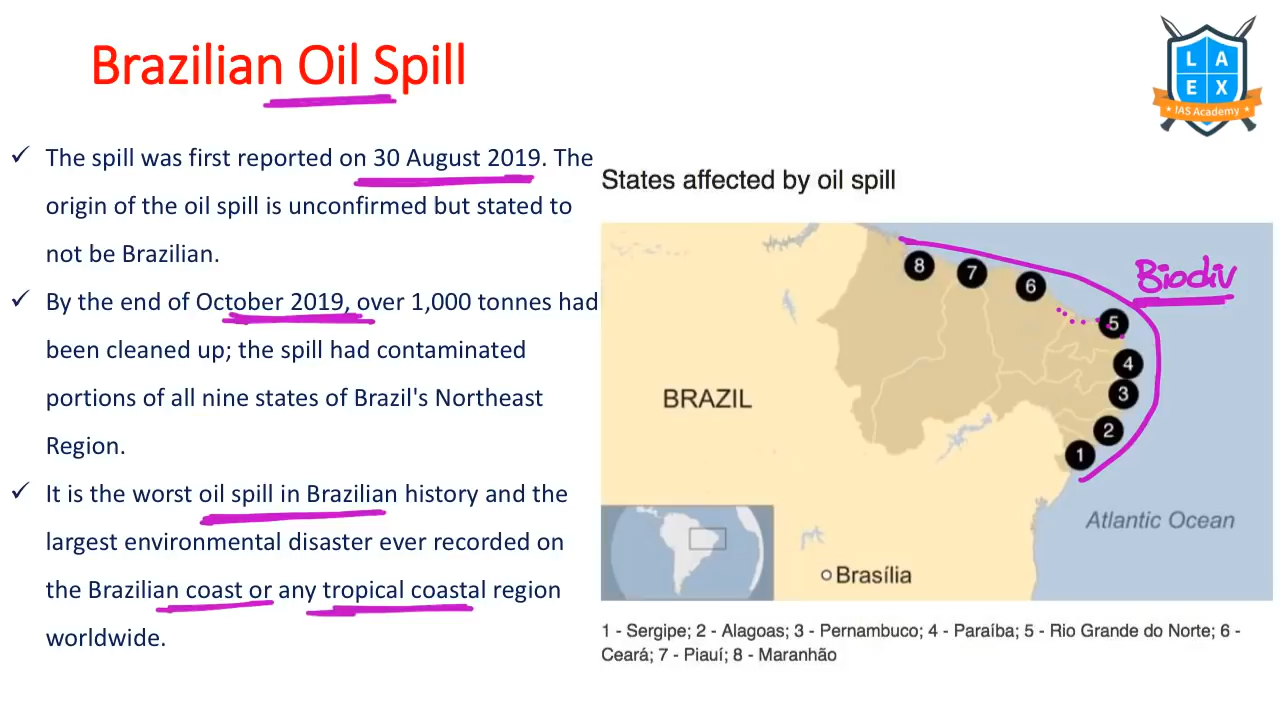 Brazilian Oil Spill
L A
E X
IAS Academy
✓ The spill was first reported on 30 August 2019. The
origin of the oil spill is unconfirmed but stated to
not be Brazilian.
✓ By the end of October 2019, over 1,000 tonnes had
been cleaned up; the spill had contaminated
portions of all nine states of Brazil's Northeast
Region.
✓ It is the worst oil spill in Brazilian history and the
largest environmental disaster ever recorded on
the Brazilian coast or any tropical coastal region
worldwide.
States affected by oil spill
8
7
6
Biodiv
5
4
3
2
1
BRAZIL
Atlantic Ocean
Brasília
1 - Sergipe; 2 - Alagoas; 3 - Pernambuco; 4 - Paraíba; 5 - Rio Grande do Norte; 6 -
Ceará; 7 - Piauí; 8 - Maranhão